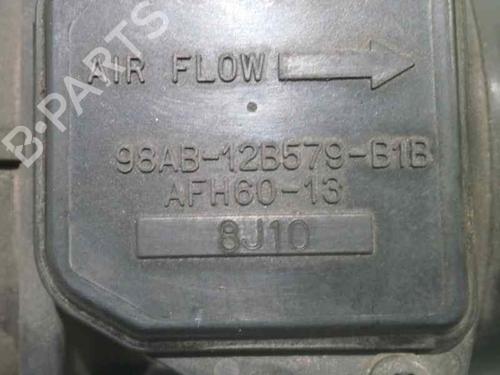 AIR FLOW
98AB-12B579-B1B
AFH60-13
8J10
B-PARTS